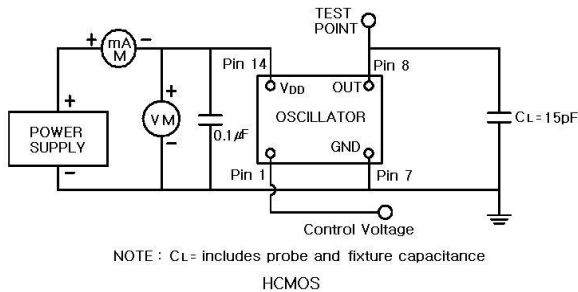 TEST
POINT
+ mA M -
Pin 14
Pin 8
VDD
OUT
+
+
POWER
SUPPLY
VM
0.1μF
OSCILLATOR
CL=15pF
GND
-
-
Pin 1
Pin 7
Control Voltage
NOTE : CL= includes probe and fixture capacitance
HCMOS